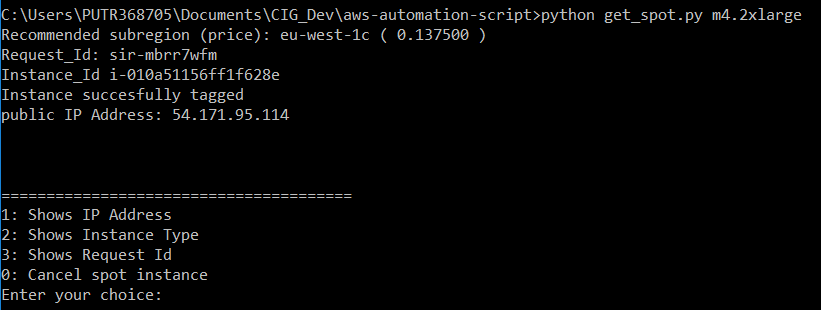 C:\Users\PUTR368705\Documents\CIG_Dev\aws-automation-script>python get_spot.py m4.2xlarge
Recommended subregion (price): eu-west-1c ( 0.137500 )
Request_Id: sir-mbrr7wfm
Instance_Id i-010a51156ff1f628e
Instance succesfully tagged
public IP Address: 54.171.95.114
=======================================
1: Shows IP Address
2: Shows Instance Type
3: Shows Request Id
0: Cancel spot instance
Enter your choice: